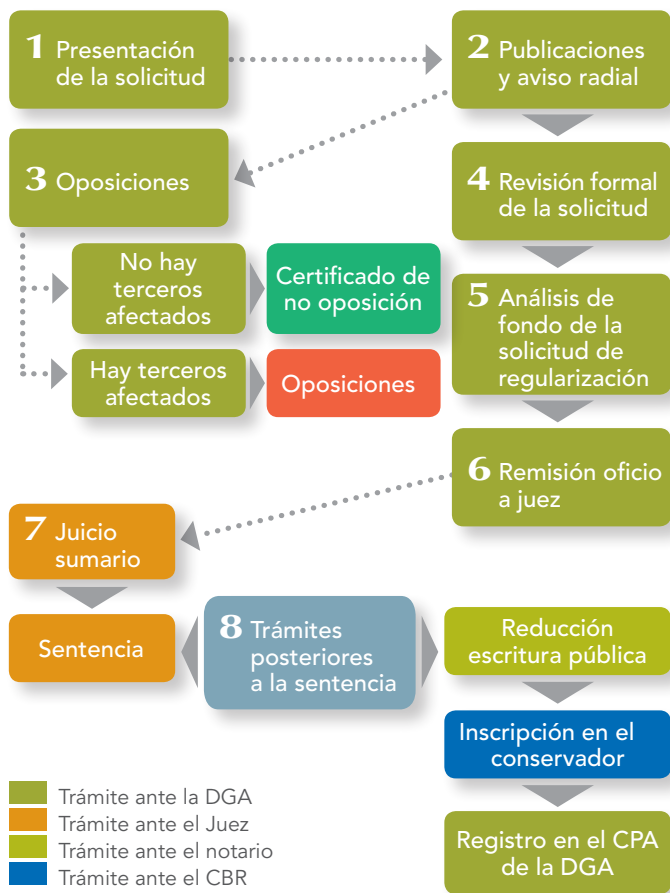 1 Presentación
de la solicitud
2 Publicaciones
y aviso radial
3 Oposiciones
4 Revisión formal
de la solicitud
No hay
terceros
afectados
Certificado de
no oposición
Hay terceros
afectados
Oposiciones
5 Análisis de
fondo de la
solicitud de
regularización
6 Remisión oficio
a juez
7 Juicio
sumario
Sentencia
8 Trámites
posteriores
a la sentencia
Reducción
escritura pública
Inscripción en el
conservador
Registro en el CPA
de la DGA
Trámite ante la DGA
Trámite ante el Juez
Trámite ante el notario
Trámite ante el CBR